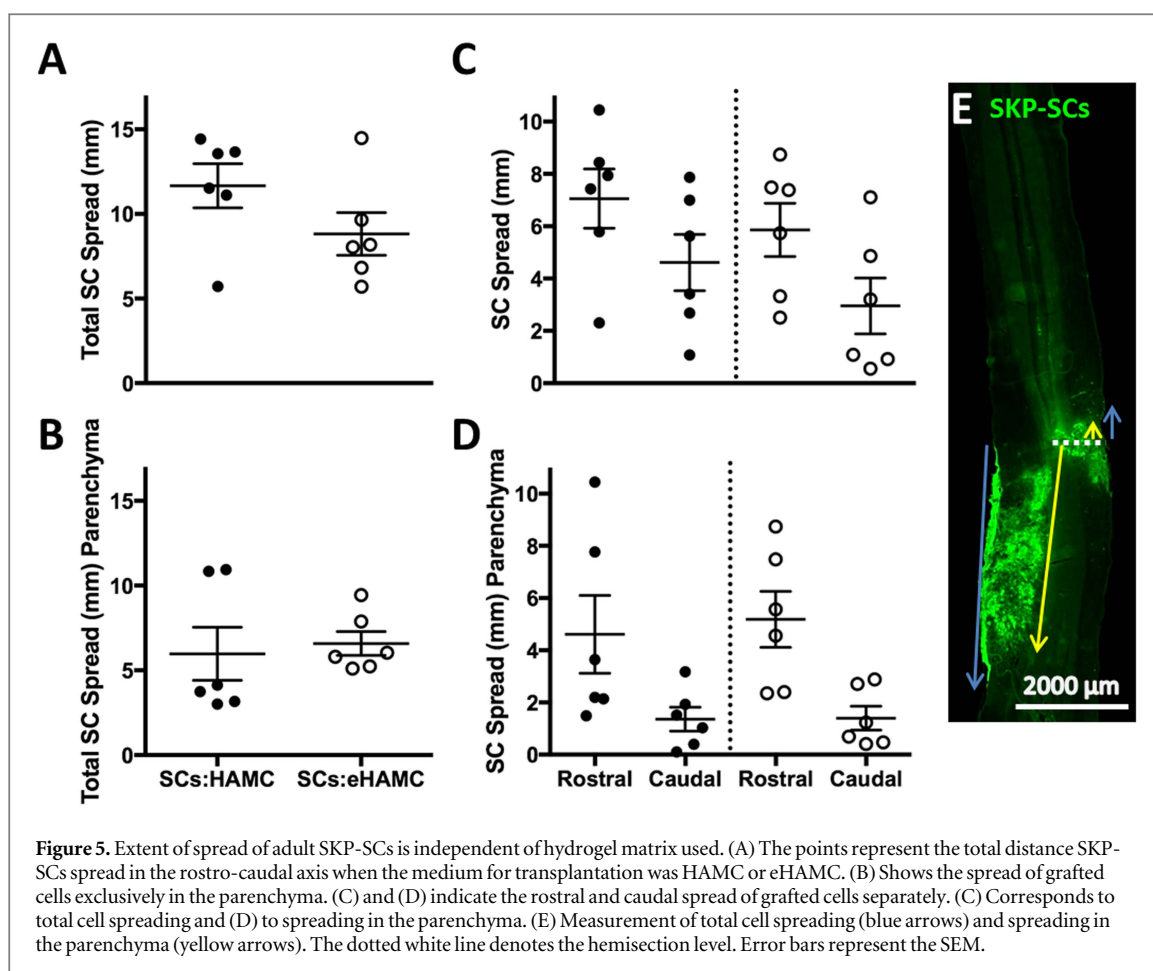 A
Total SC Spread (mm)
15
10
5
0
B
Total SC Spread (mm) Parenchyma
15
10
5
0
SCs:HAMC SCs:eHAMC
C
SC Spread (mm)
10
8
6
4
2
0
D
SC Spread (mm) Parenchyma
10
8
6
4
2
0
Rostral Caudal Rostral Caudal
E SKP-SCs
2000 µm
Figure 5. Extent of spread of adult SKP-SCs is independent of hydrogel matrix used. (A) The points represent the total distance SKP-
SCs spread in the rostro-caudal axis when the medium for transplantation was HAMC or eHAMC. (B) Shows the spread of grafted
cells exclusively in the parenchyma. (C) and (D) indicate the rostral and caudal spread of grafted cells separately. (C) Corresponds to
total cell spreading and (D) to spreading in the parenchyma. (E) Measurement of total cell spreading (blue arrows) and spreading in
the parenchyma (yellow arrows). The dotted white line denotes the hemisection level. Error bars represent the SEM.